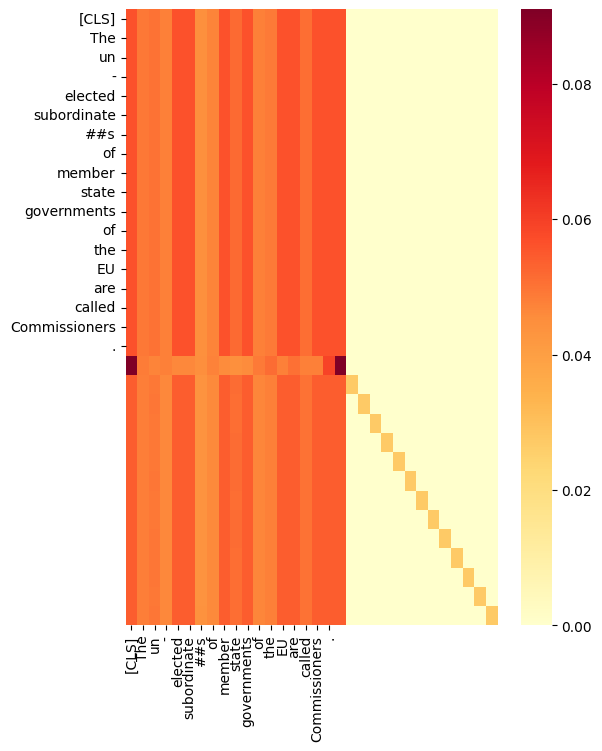 [CLS]
The
un
-
elected
subordinate
##s
of
member
state
governments
of
the
EU
are
called
Commissioners
.
0.08
0.06
0.04
0.02
0.00
[CLS]
The
un
-
elected
subordinate
##s
of
member
state
governments
of
the
EU
are
called
Commissioners
.